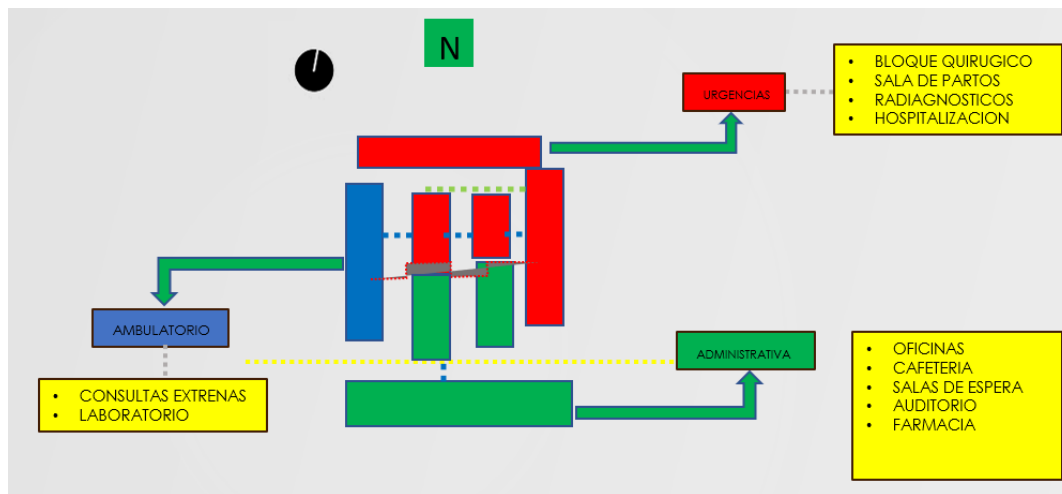 N
URGENCIAS
• BLOQUE QUIRUGICO
• SALA DE PARTOS
• RADIAGNOSTICOS
• HOSPITALIZACION
AMBULATORIO
• CONSULTAS EXTRENAS
• LABORATORIO
ADMINISTRATIVA
• OFICINAS
• CAFETERIA
• SALAS DE ESPERA
• AUDITORIO
• FARMACIA